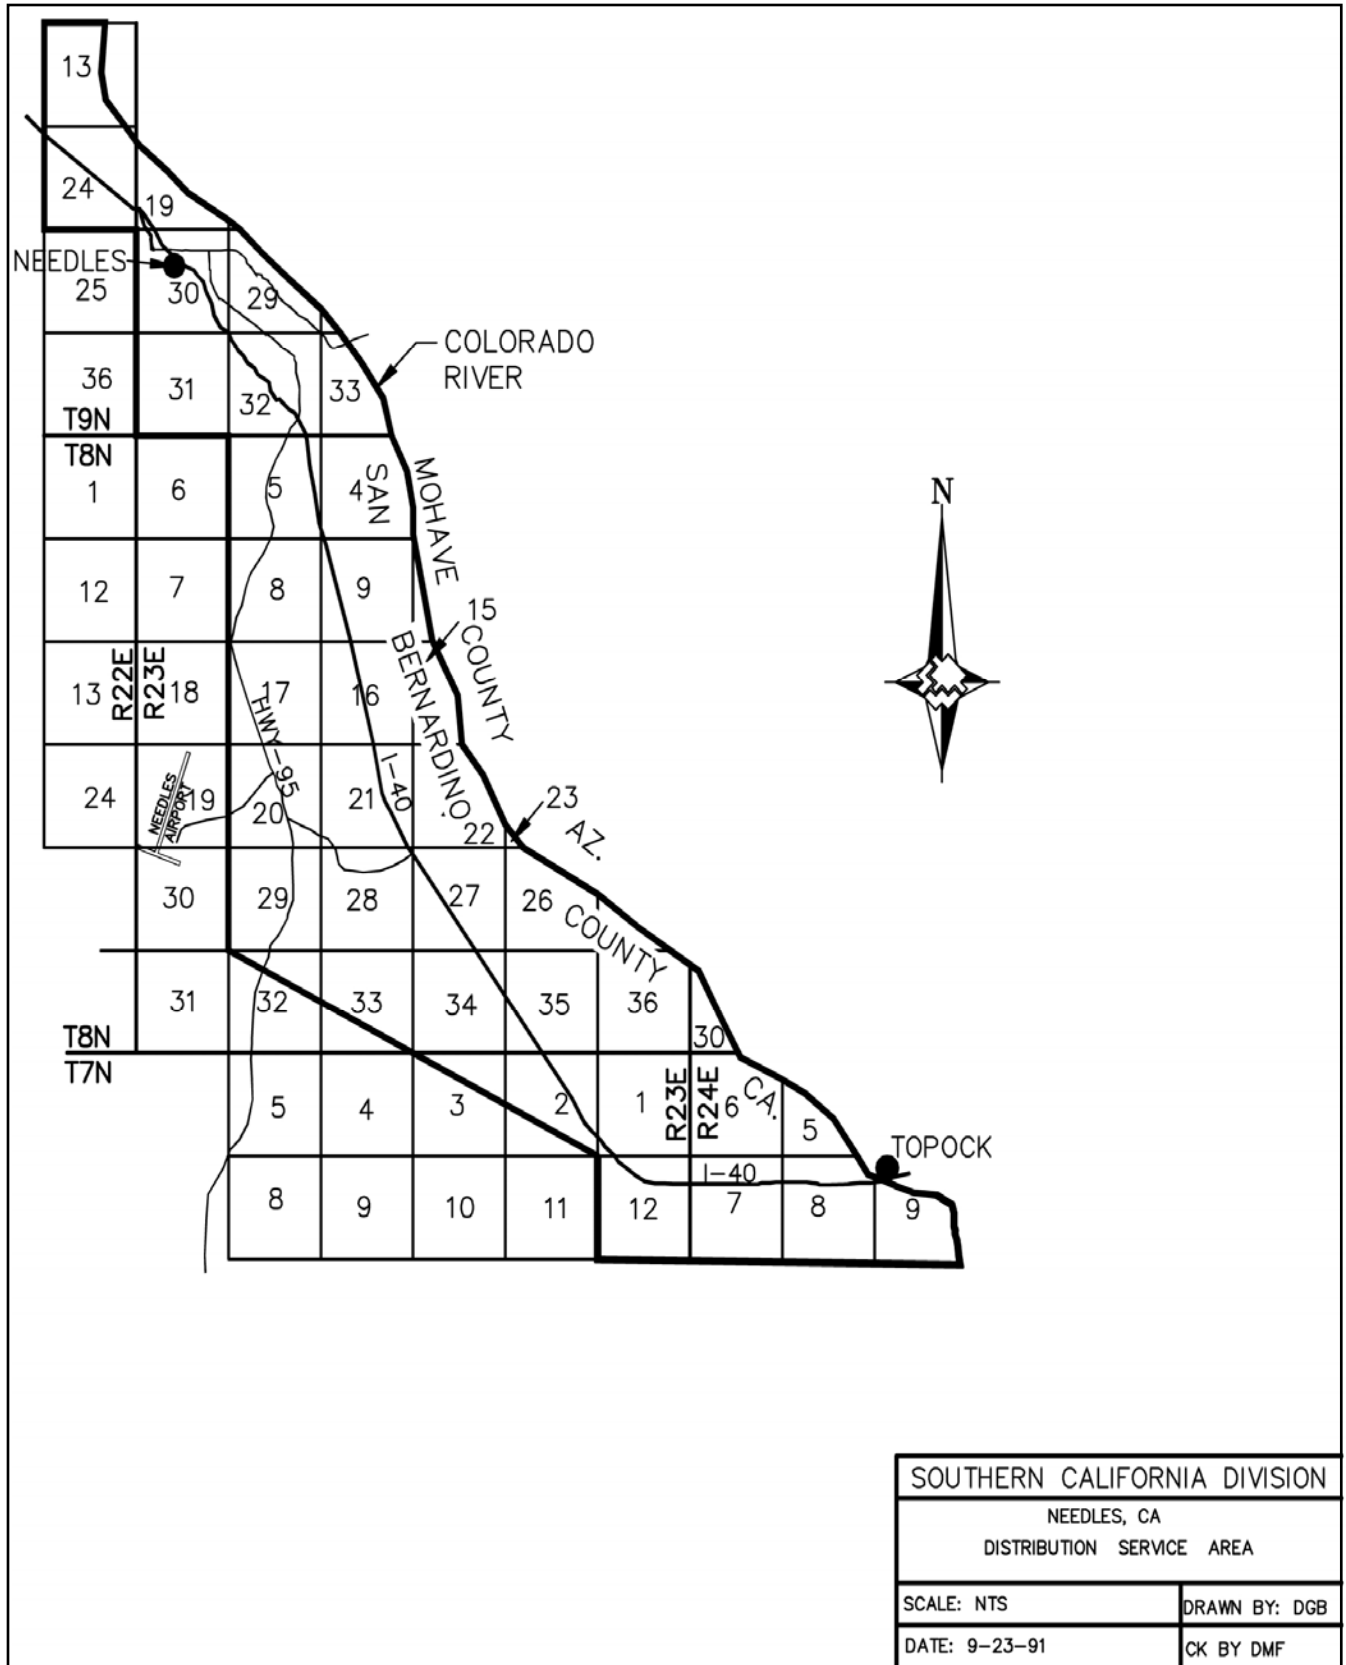 13
24
19
NEEDLES
25
30
29
COLORADO
RIVER
36
31
32
33
T9N
T8N
1
6
5
4
SAN
MOHAVE
N
12
7
8
9
15
COUNTY
BERNARDINO
13
R22E
R23E
18
17
16
HWY-95
I-40
24
NEEDLES
AIRPORT
19
20
21
22
23
AZ.
30
29
28
27
26
COUNTY
31
32
33
34
35
36
30
T8N
T7N
5
4
3
2
1
R23E
R24E
6
CA.
5
TOPOCK
I-40
8
9
10
11
12
7
8
9
SOUTHERN CALIFORNIA DIVISION
NEEDLES, CA
DISTRIBUTION SERVICE AREA
SCALE: NTS
DRAWN BY: DGB
DATE: 9-23-91
CK BY DMF